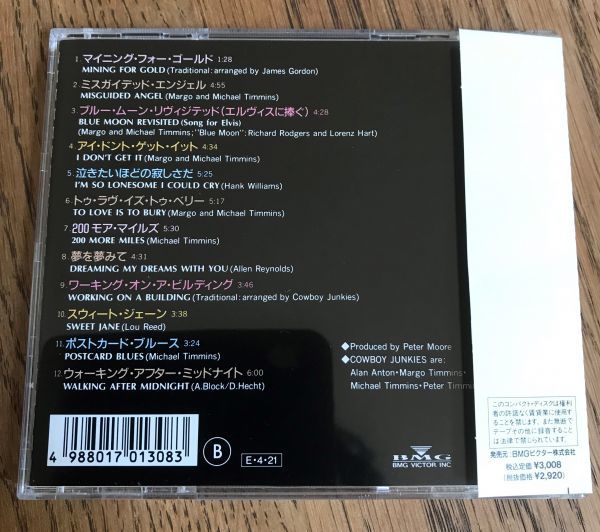 1. マイニング・フォー・ゴールド 1:28
MINING FOR GOLD (Traditional: arranged by James Gordon)
2. ミスガイデッド・エンジェル 4:55
MISGUIDED ANGEL (Margo and Michael Timmins)
3. ブルー・ムーン・リヴィジテッド(エルヴィスに捧ぐ) 4:28
BLUE MOON REVISITED (Song for Elvis)
(Margo and Michael Timmins; "Blue Moon"; Richard Rodgers and Lorenz Hart)
4. アイ・ドント・ゲット・イット 4:34
I DON'T GET IT (Margo and Michael Timmins)
5. 泣きたいほどの寂しさだ 5:25
I'M SO LONESOME I COULD CRY (Hank Williams)
6. トゥ・ラヴ・イズ・トゥ・ベリー 5:17
TO LOVE IS TO BURY (Margo and Michael Timmins)
7. 200モア・マイルズ 5:30
200 MORE MILES (Michael Timmins)
8. 夢を夢みて 4:31
DREAMING MY DREAMS WITH YOU (Allen Reynolds)
9. ワーキング・オン・ア・ビルディング 3:46
WORKING ON A BUILDING (Traditional: arranged by Cowboy Junkies)
10. スウィート・ジェーン 3:38
SWEET JANE (Lou Reed)
11. ポストカード・ブルース 3:24
POSTCARD BLUES (Michael Timmins)
12. ウォーキング・アフター・ミッドナイト 6:00
WALKING AFTER MIDNIGHT (A.Block/D.Hecht)
◆Produced by Peter Moore
◆COWBOY JUNKIES are:
Alan Anton・Margo Timmins・
Michael Timmins・Peter Timmi
4 988017 013083
B
E・4・21
BMG
BMG VICTOR INC
このコンパクト・ディスクは権利
者の許諾なく賃貸業に使用する
ことを禁じます。また無断で
テープその他に録音することは
法律で禁じられています。
発売元:BMGビクター株式会社
税込定価 ¥3,008
(税抜価格 ¥2,920)